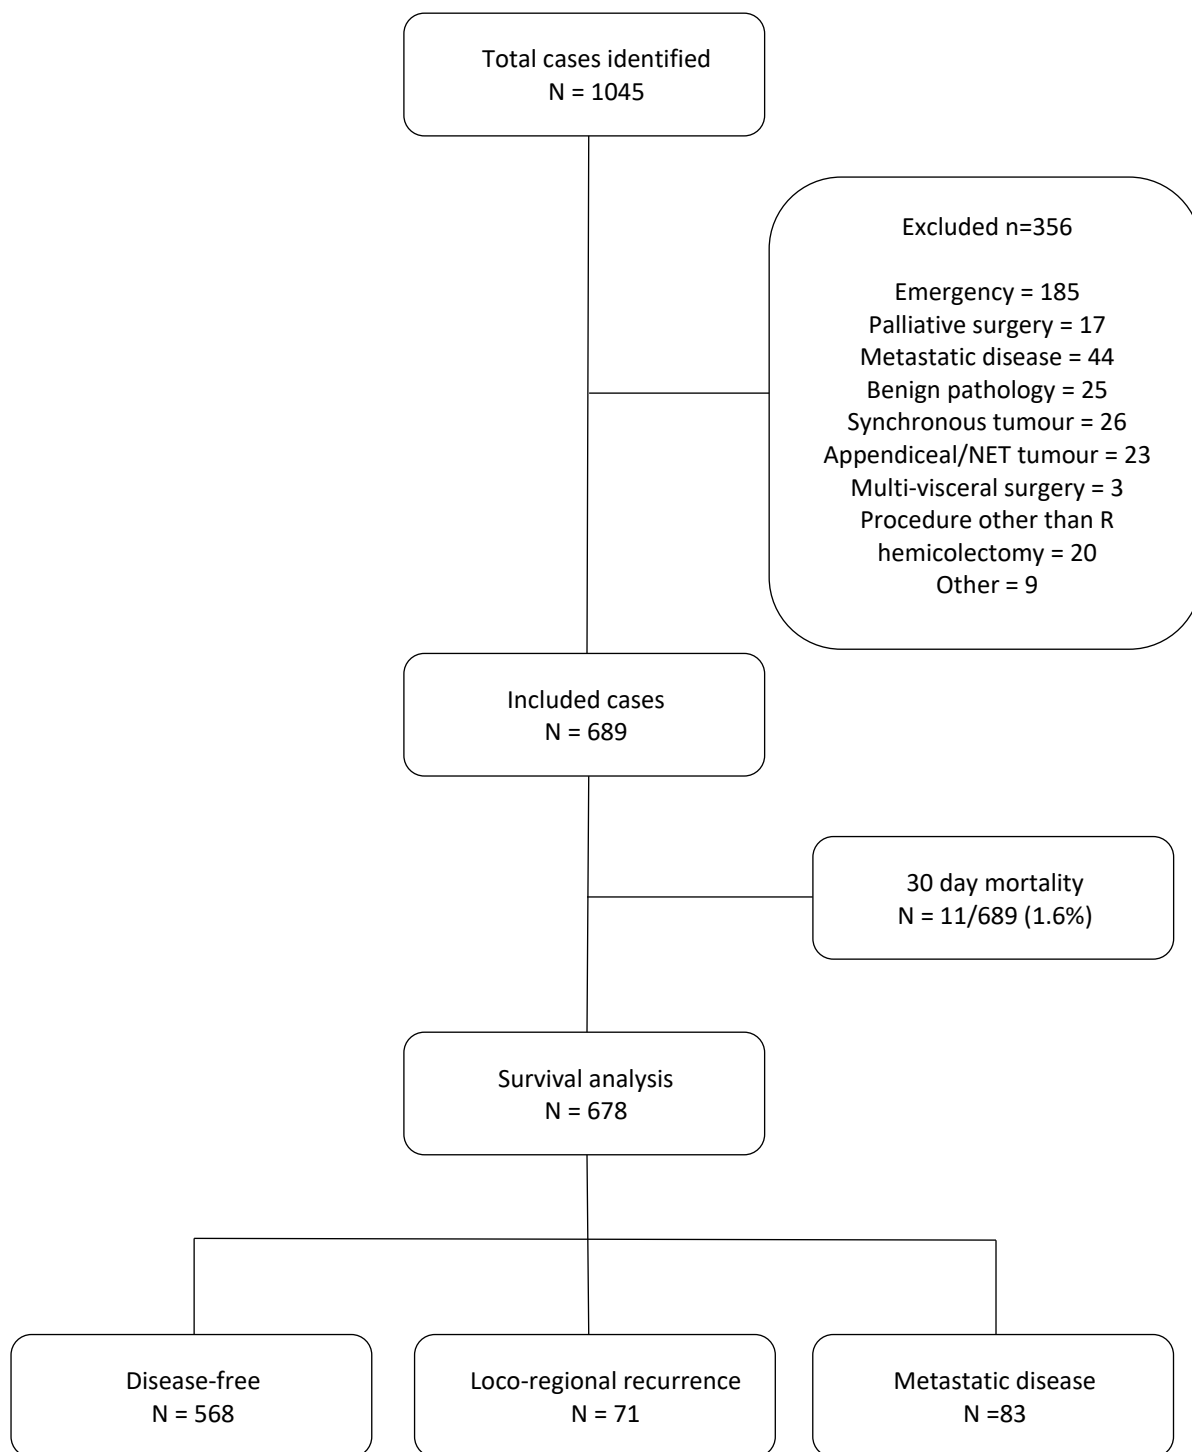 Total cases identified
N = 1045
Excluded n=356
Emergency = 185
Palliative surgery = 17
Metastatic disease = 44
Benign pathology = 25
Synchronous tumour = 26
Appendiceal/NET tumour = 23
Multi-visceral surgery = 3
Procedure other than R
hemicolectomy = 20
Other = 9
Included cases
N = 689
30 day mortality
N = 11/689 (1.6%)
Survival analysis
N = 678
Disease-free
N = 568
Loco-regional recurrence
N = 71
Metastatic disease
N =83